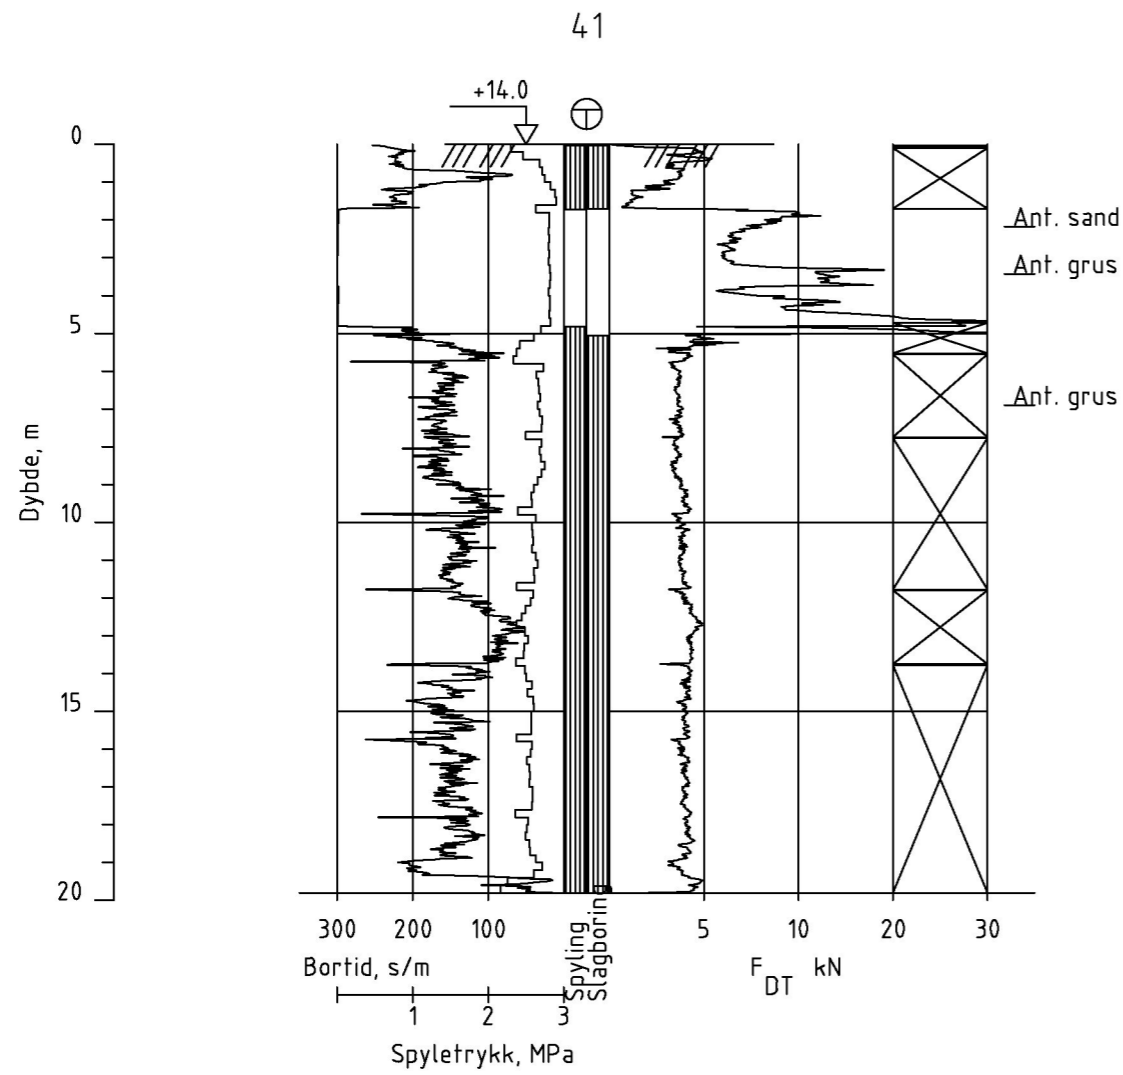 41
+14.0
0
Ant. sand
Ant. grus
5
Ant. grus
Dybde, m
10
15
20
300 200 100 5 10 20 30
Spyling
Slagboring
Bortid, s/m
F DT kN
1 2 3
Spyletrykk, MPa